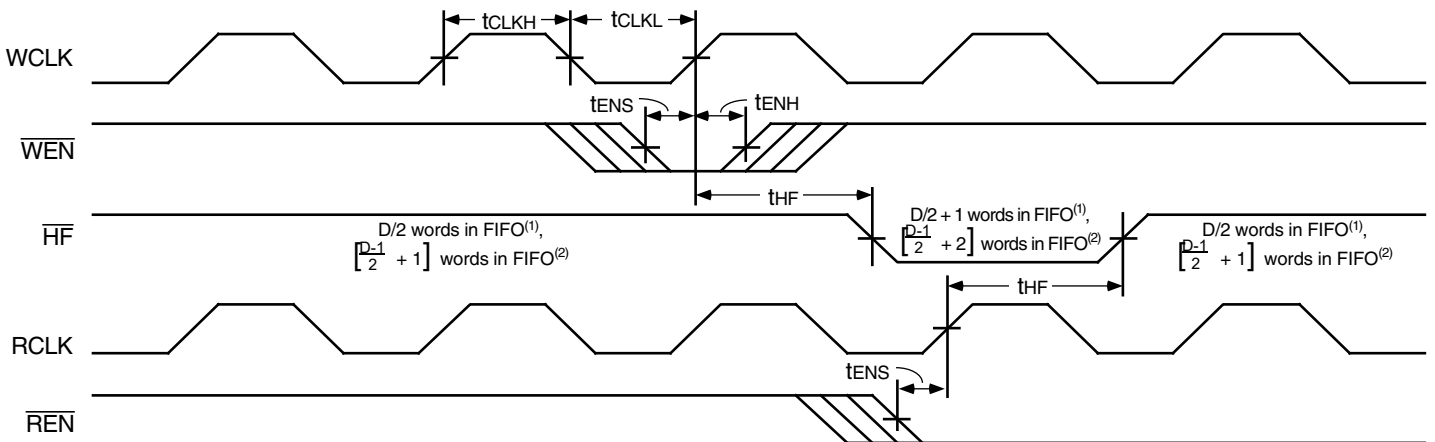 tCLKH
tCLKL
WCLK
tENS
tENH
WEN
tHF
HF
D/2 words in FIFO(1),
[D-1/2 + 1] words in FIFO(2)
D/2 + 1 words in FIFO(1),
[D-1/2 + 2] words in FIFO(2)
D/2 words in FIFO(1),
[D-1/2 + 1] words in FIFO(2)
tHF
RCLK
tENS
REN